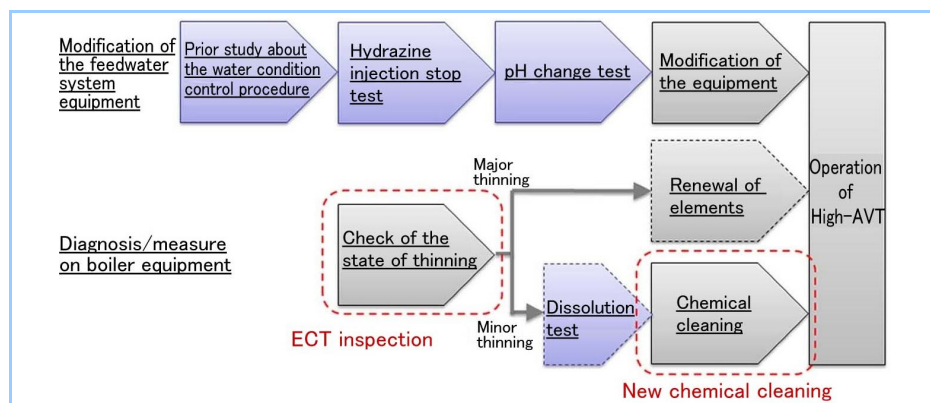 Modification of
the feedwater
system
equipment
Prior study about
the water condition
control procedure
Hydrazine
injection stop
test
pH change test
Modification of
the equipment
Operation
of
High-AVT
Major
thinning
Renewal of
elements
Diagnosis/measure
on boiler equipment
Check of the
state of thinning
ECT inspection
Minor
thinning
Dissolution
test
Chemical
cleaning
New chemical cleaning